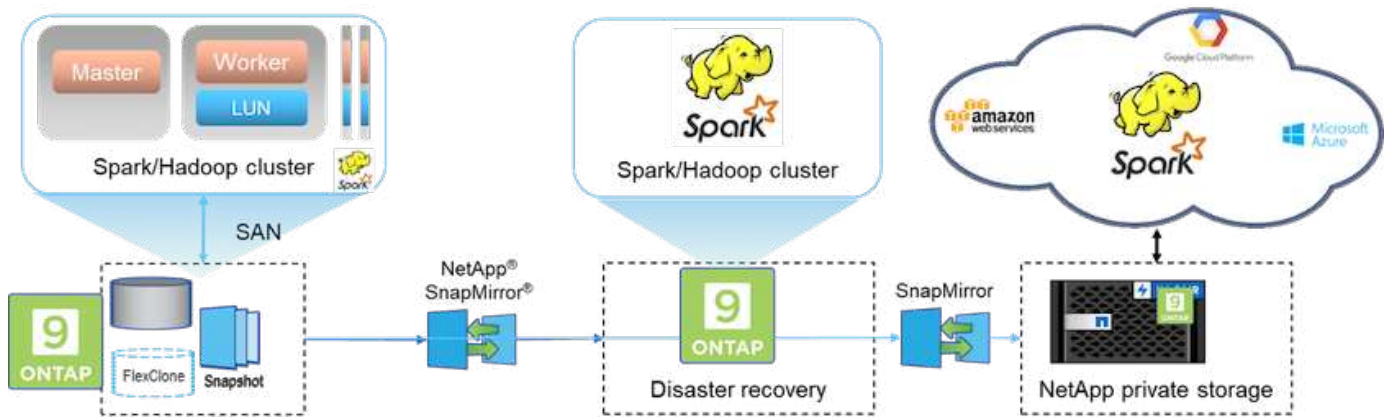 Master
Worker
LUN
Spark/Hadoop cluster
Spark
SAN
9
ONTAP
FlexClone
Snapshot
NetApp®
SnapMirror®
Spark
Spark/Hadoop cluster
9
ONTAP
Disaster recovery
SnapMirror
Google Cloud Platform
amazon
web services
Spark
Microsoft
Azure
9
ONTAP
NetApp private storage